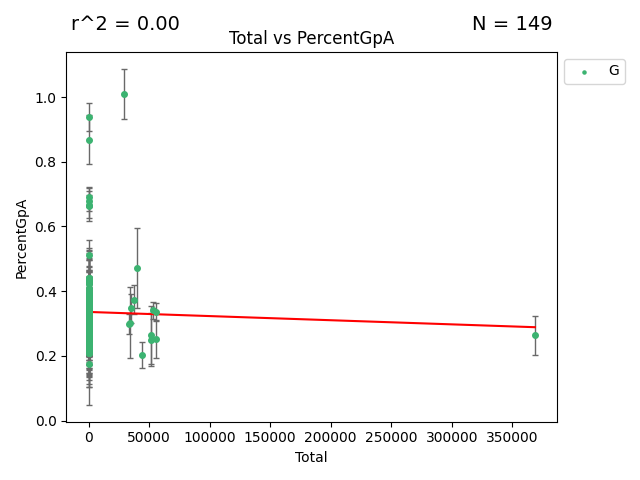 r^2 = 0.00
N = 149
Total vs PercentGpA
G
1.0
0.8
0.6
0.4
0.2
0.0
PercentGpA
0
50000
100000
150000
200000
250000
300000
350000
Total